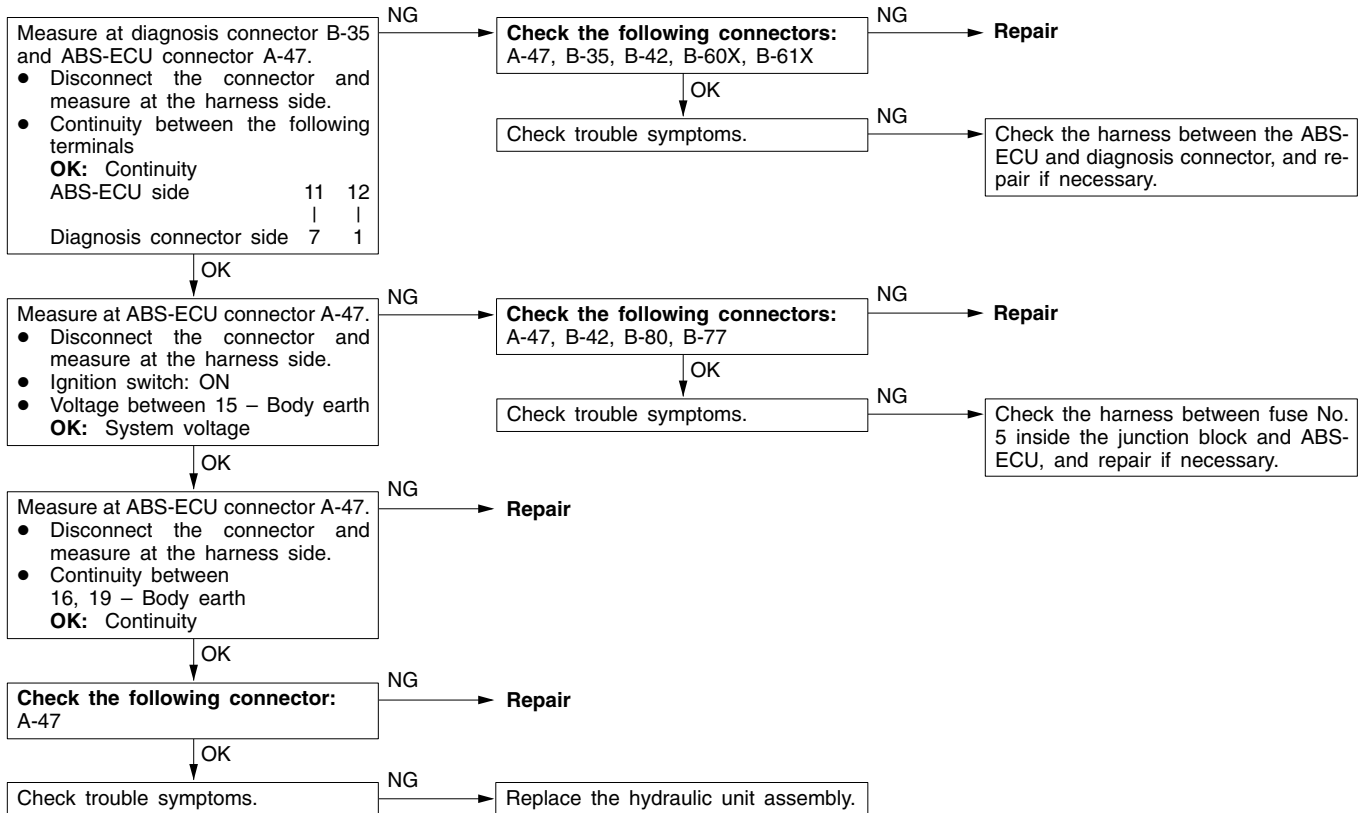 Measure at diagnosis connector B-35
and ABS-ECU connector A-47.
● Disconnect the connector and
measure at the harness side.
● Continuity between the following
terminals
OK: Continuity
ABS-ECU side 11 12
| |
Diagnosis connector side 7 1
NG
Check the following connectors:
A-47, B-35, B-42, B-60X, B-61X
NG
Repair
OK
Check trouble symptoms.
NG
Check the harness between the ABS-
ECU and diagnosis connector, and re-
pair if necessary.
OK
Measure at ABS-ECU connector A-47.
● Disconnect the connector and
measure at the harness side.
● Ignition switch: ON
● Voltage between 15 – Body earth
OK: System voltage
NG
Check the following connectors:
A-47, B-42, B-80, B-77
NG
Repair
OK
Check trouble symptoms.
NG
Check the harness between fuse No.
5 inside the junction block and ABS-
ECU, and repair if necessary.
OK
Measure at ABS-ECU connector A-47.
● Disconnect the connector and
measure at the harness side.
● Continuity between
16, 19 – Body earth
OK: Continuity
NG
Repair
OK
Check the following connector:
A-47
NG
Repair
OK
Check trouble symptoms.
NG
Replace the hydraulic unit assembly.